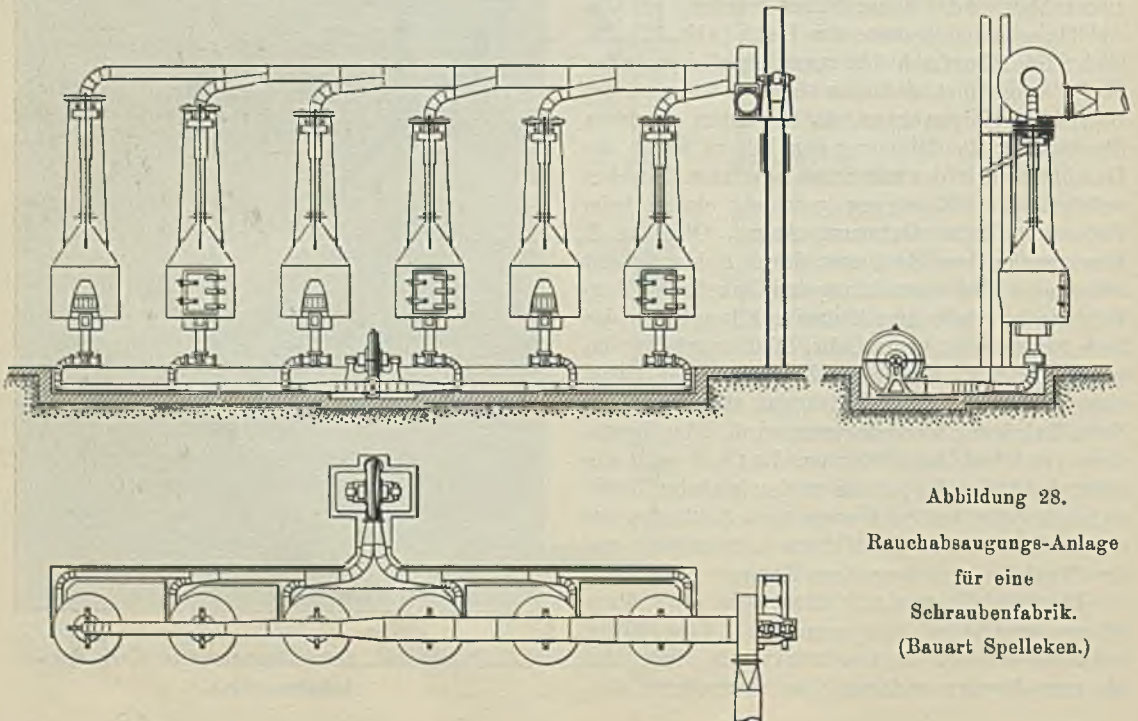 Abbildung 28.
Rauchabsaugungs-Anlage
für eine
Schraubenfabrik.
(Bauart Spelleken.)